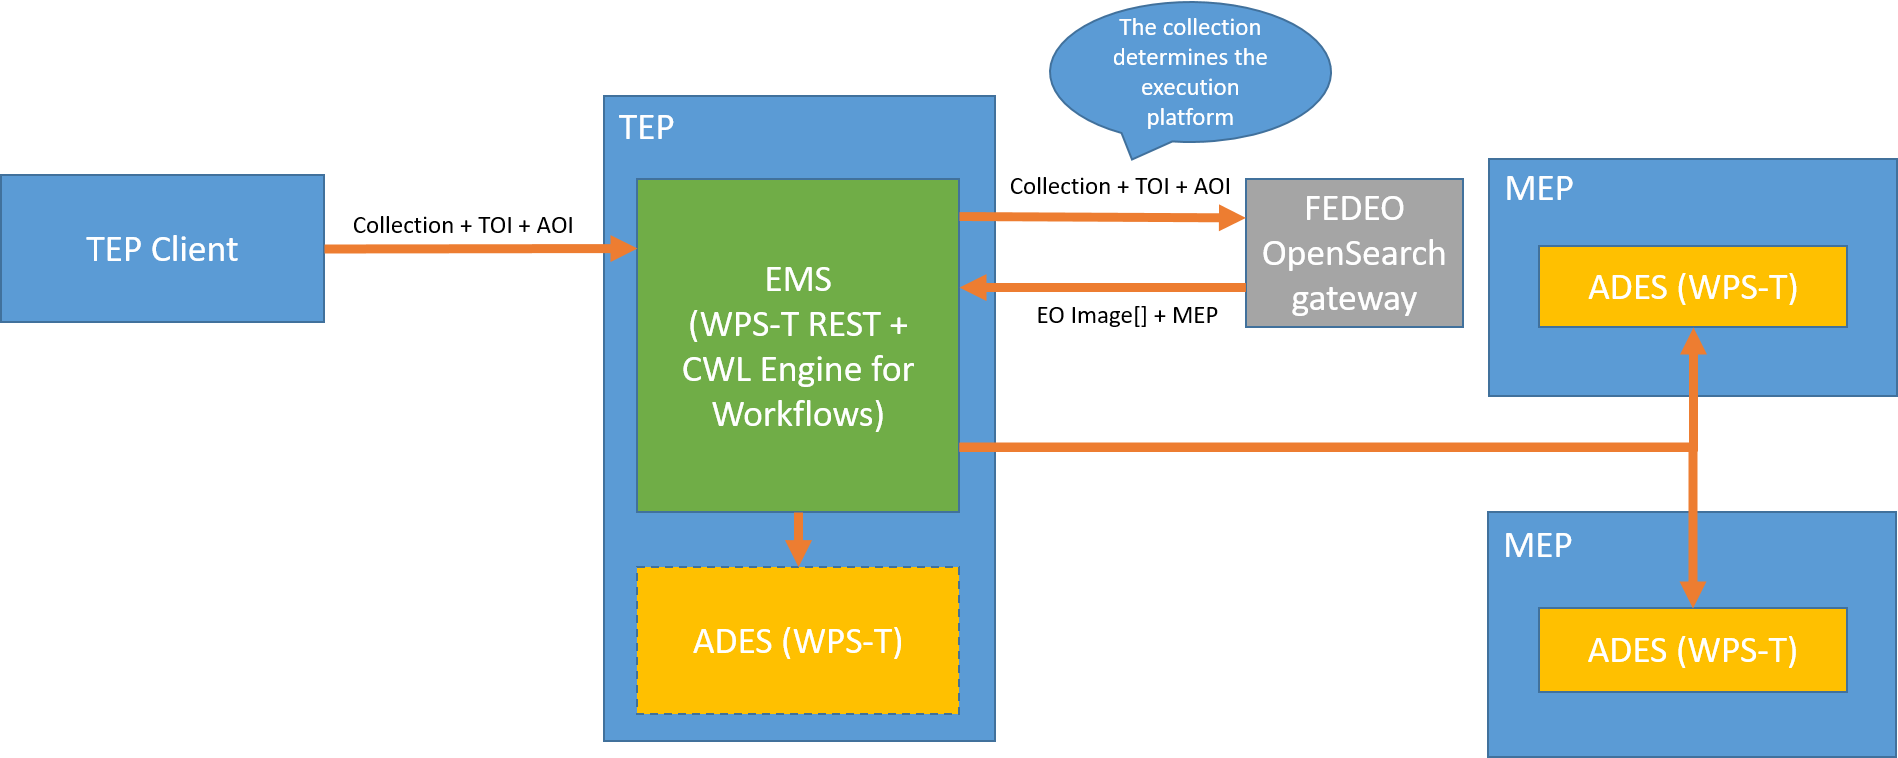 The collection
determines the
execution
platform
TEP
MEP
TEP Client
Collection + TOI + AOI
EMS
(WPS-T REST +
CWL Engine for
Workflows)
Collection + TOI + AOI
EO Image[] + MEP
FEDEO
OpenSearch
gateway
ADES (WPS-T)
ADES (WPS-T)
MEP
ADES (WPS-T)